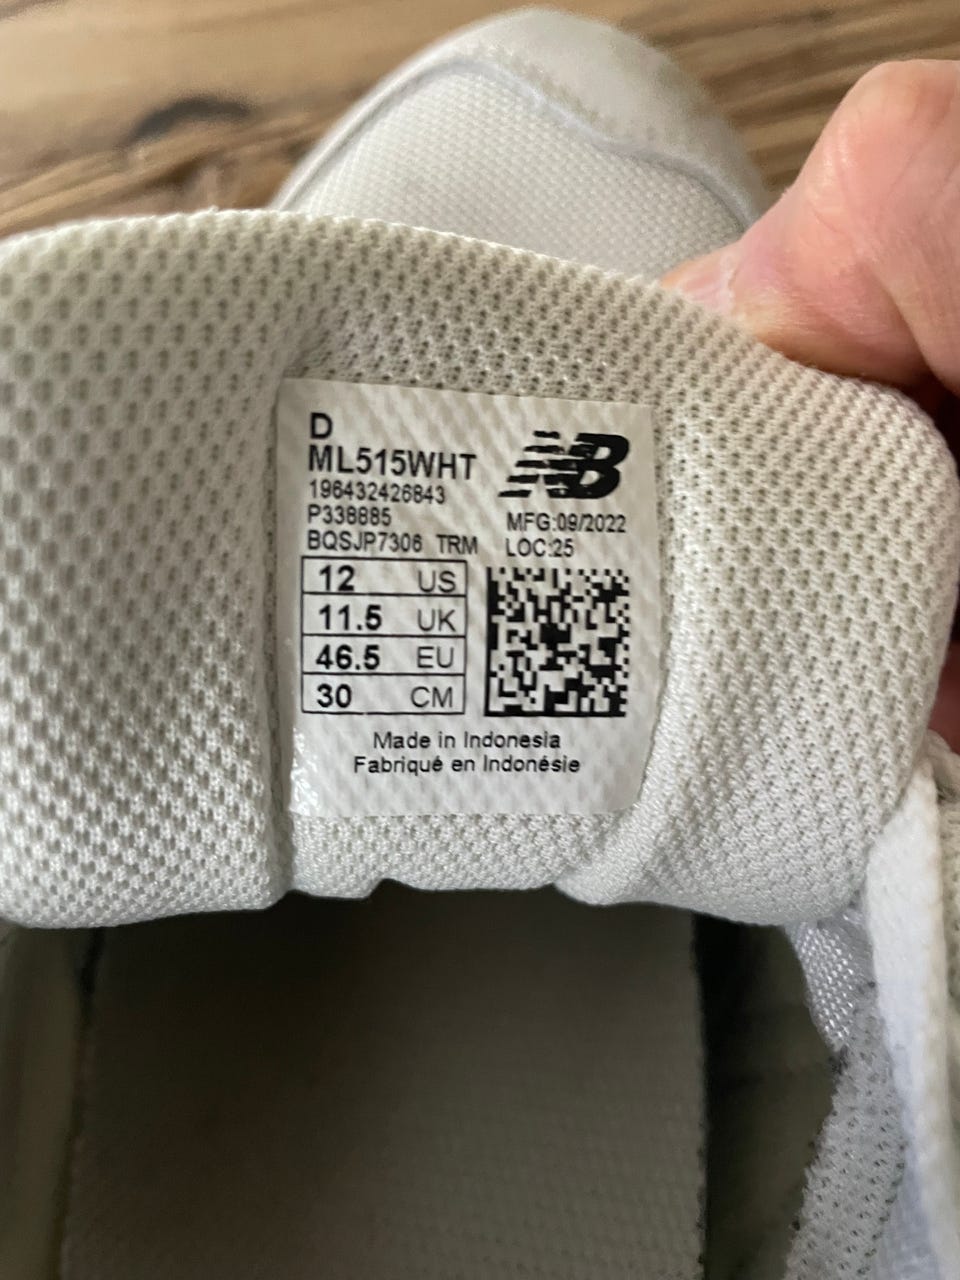 D
ML515WHT
196432426843
P338885
BQSJP7306 TRM
NB
MFG:09/2022
LOC:25
12 US
11.5 UK
46.5 EU
30 CM
Made in Indonesia
Fabriqué en Indonésie